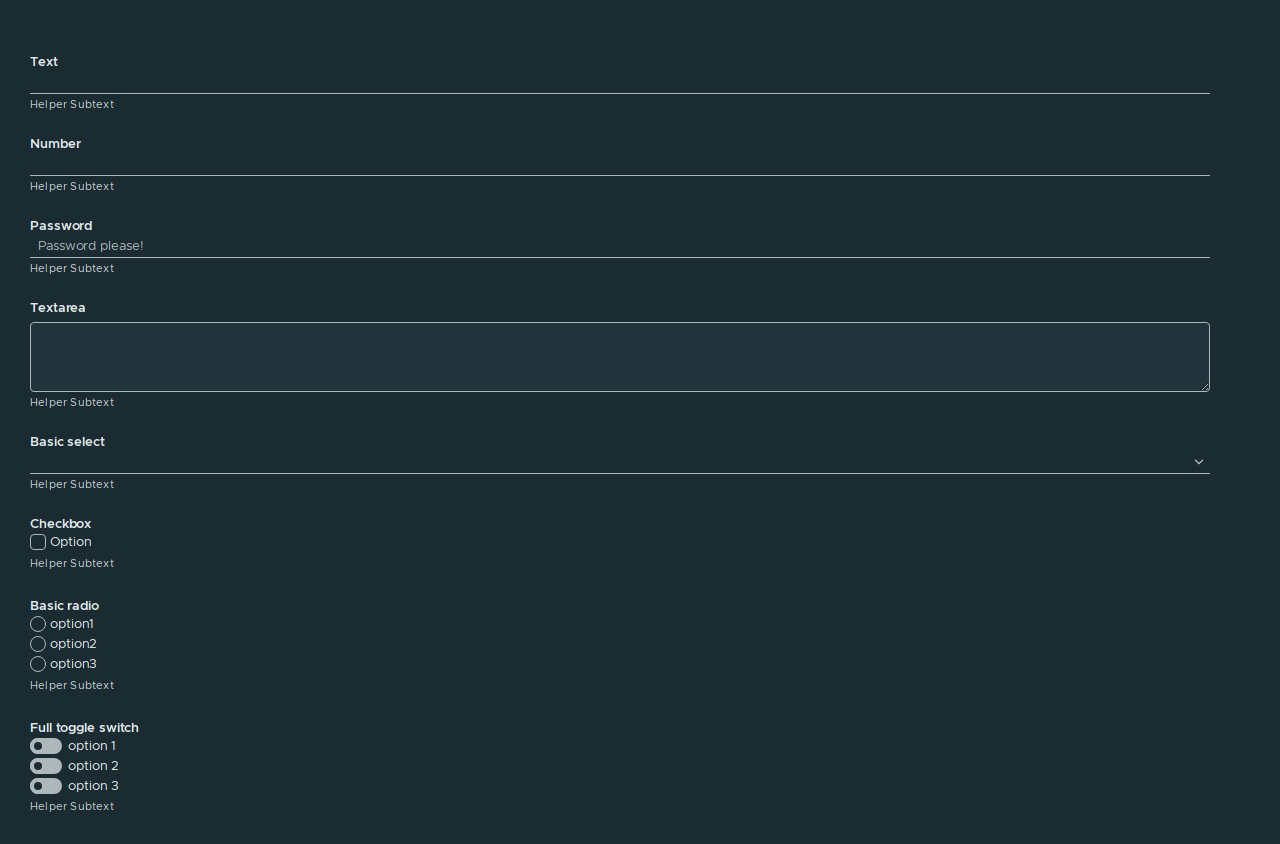 Text
Helper Subtext
Number
Helper Subtext
Password
Password please!
Helper Subtext
Textarea
Helper Subtext
Basic select
Helper Subtext
Checkbox
Option
Helper Subtext
Basic radio
option1
option2
option3
Helper Subtext
Full toggle switch
option 1
option 2
option 3
Helper Subtext